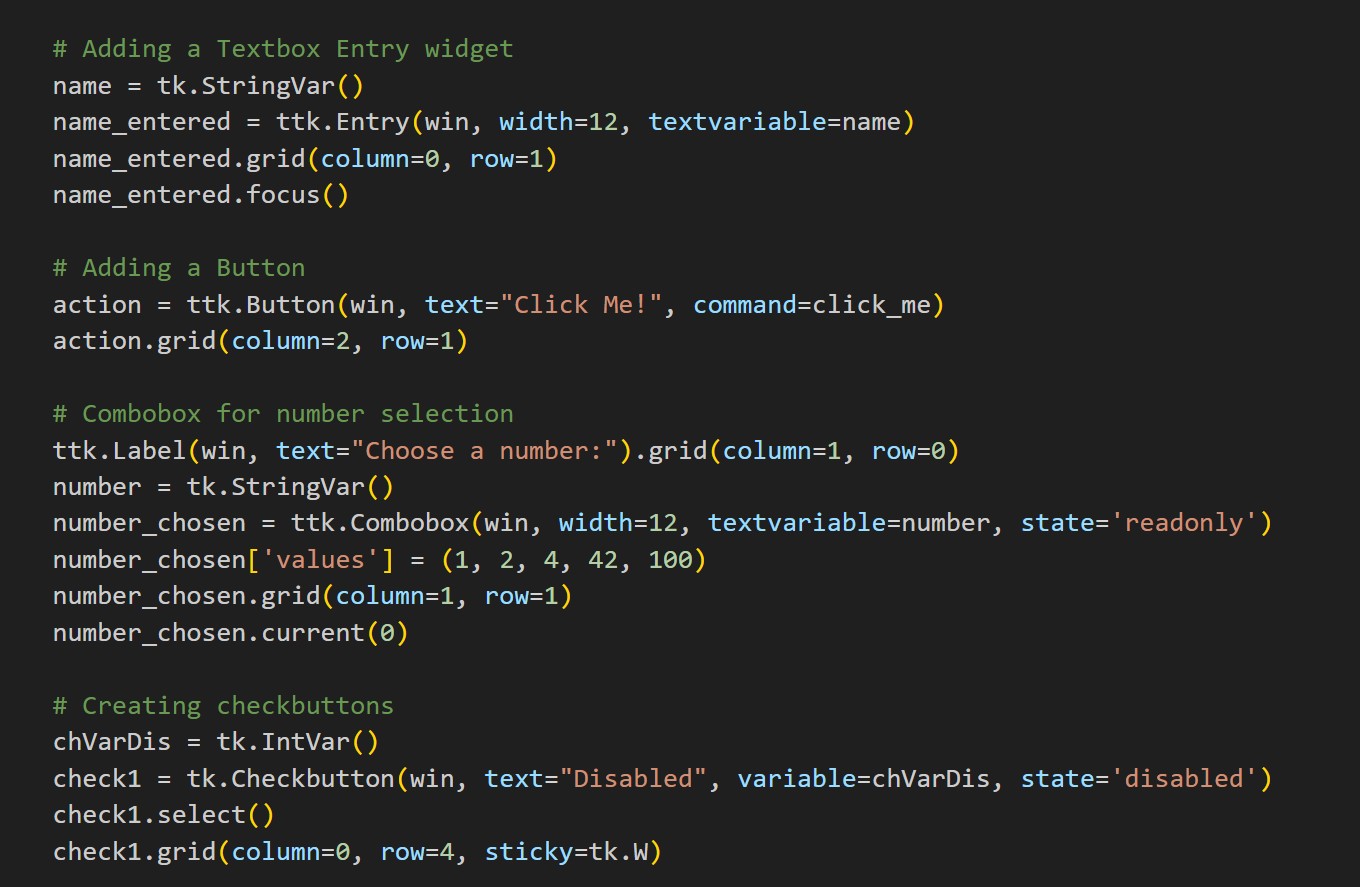 # Adding a Textbox Entry widget
name = tk.StringVar()
name_entered = ttk.Entry(win, width=12, textvariable=name)
name_entered.grid(column=0, row=1)
name_entered.focus()
# Adding a Button
action = ttk.Button(win, text="Click Me!", command=click_me)
action.grid(column=2, row=1)
# Combobox for number selection
ttk.Label(win, text="Choose a number:").grid(column=1, row=0)
number = tk.StringVar()
number_chosen = ttk.Combobox(win, width=12, textvariable=number, state='readonly')
number_chosen['values'] = (1, 2, 4, 42, 100)
number_chosen.grid(column=1, row=1)
number_chosen.current(0)
# Creating checkbuttons
chVarDis = tk.IntVar()
check1 = tk.Checkbutton(win, text="Disabled", variable=chVarDis, state='disabled')
check1.select()
check1.grid(column=0, row=4, sticky=tk.W)